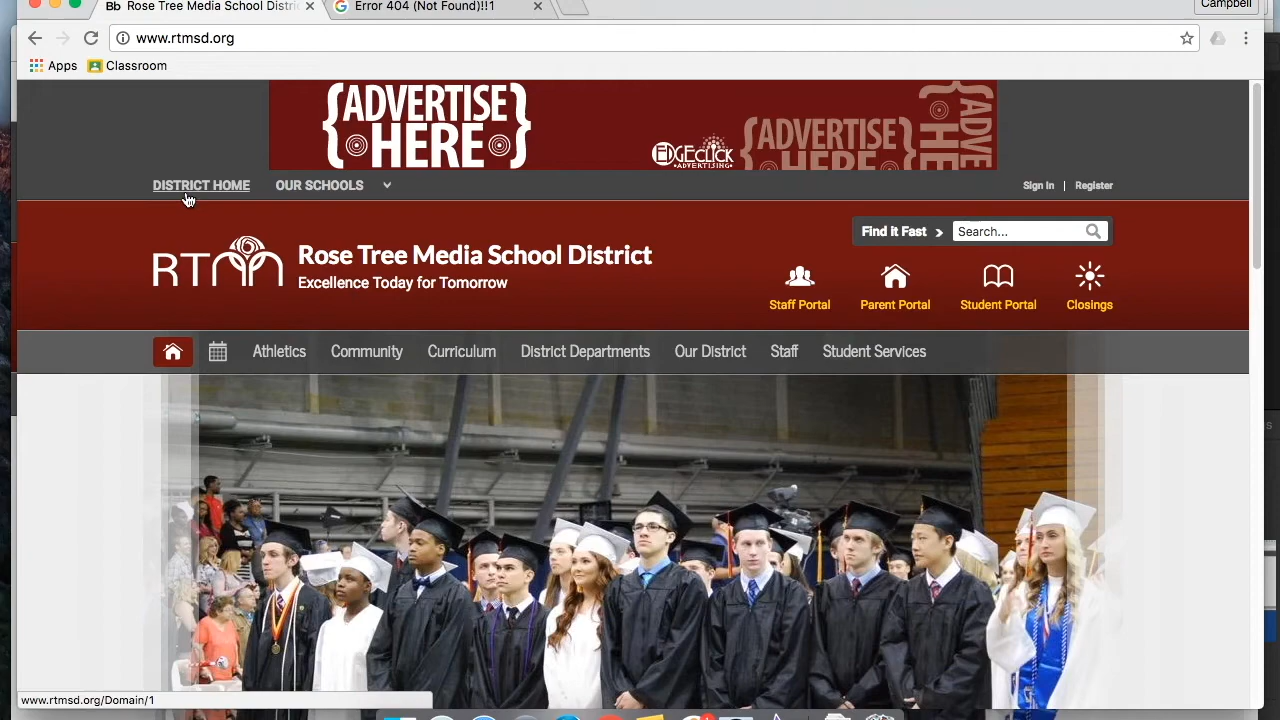 Bb Rose Tree Media School Distri
Error 404 (Not Found)!!1
Campbell
www.rtmsd.org
Apps
Classroom
{ADVERTISE HERE}
EDGECLICK ADVERTISING
{ADVERTISE HERE
DISTRICT HOME
OUR SCHOOLS
Sign In | Register
Find it Fast
Search...
RTM
Rose Tree Media School District
Excellence Today for Tomorrow
Staff Portal
Parent Portal
Student Portal
Closings
Athletics
Community
Curriculum
District Departments
Our District
Staff
Student Services
www.rtmsd.org/Domain/1